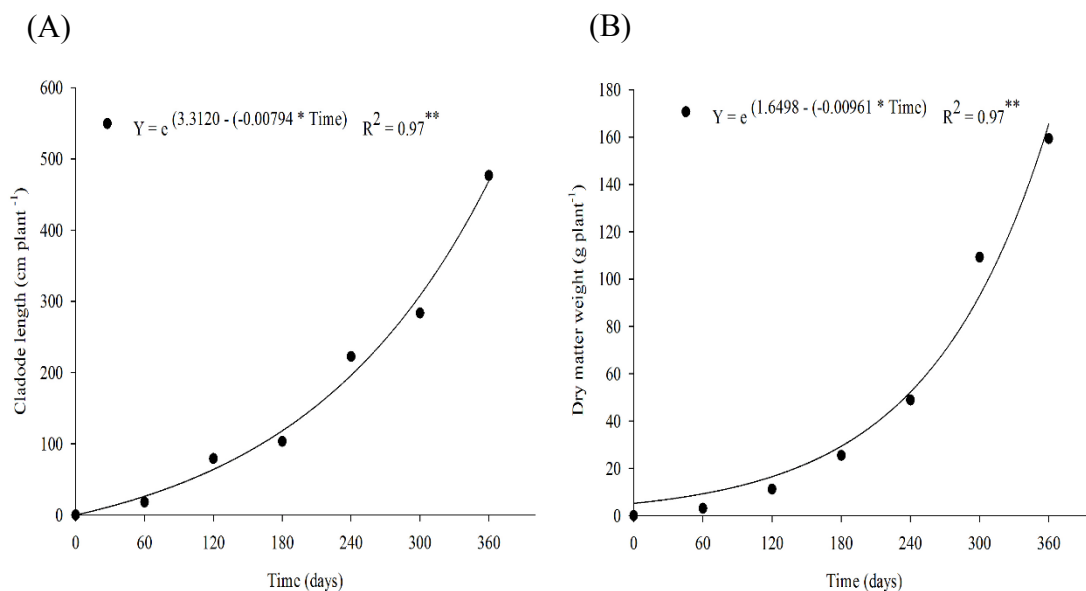 (A)
(B)
600
500
400
300
200
100
0
Cladode length (cm plant⁻¹)
● Y = e^(3.3120 - (-0.00794 * Time) R² = 0.97**
0 60 120 180 240 300 360
Time (days)
180
160
140
120
100
80
60
40
20
0
Dry matter weight (g plant⁻¹)
● Y = e^(1.6498 - (-0.00961 * Time) R² = 0.97**
0 60 120 180 240 300 360
Time (days)